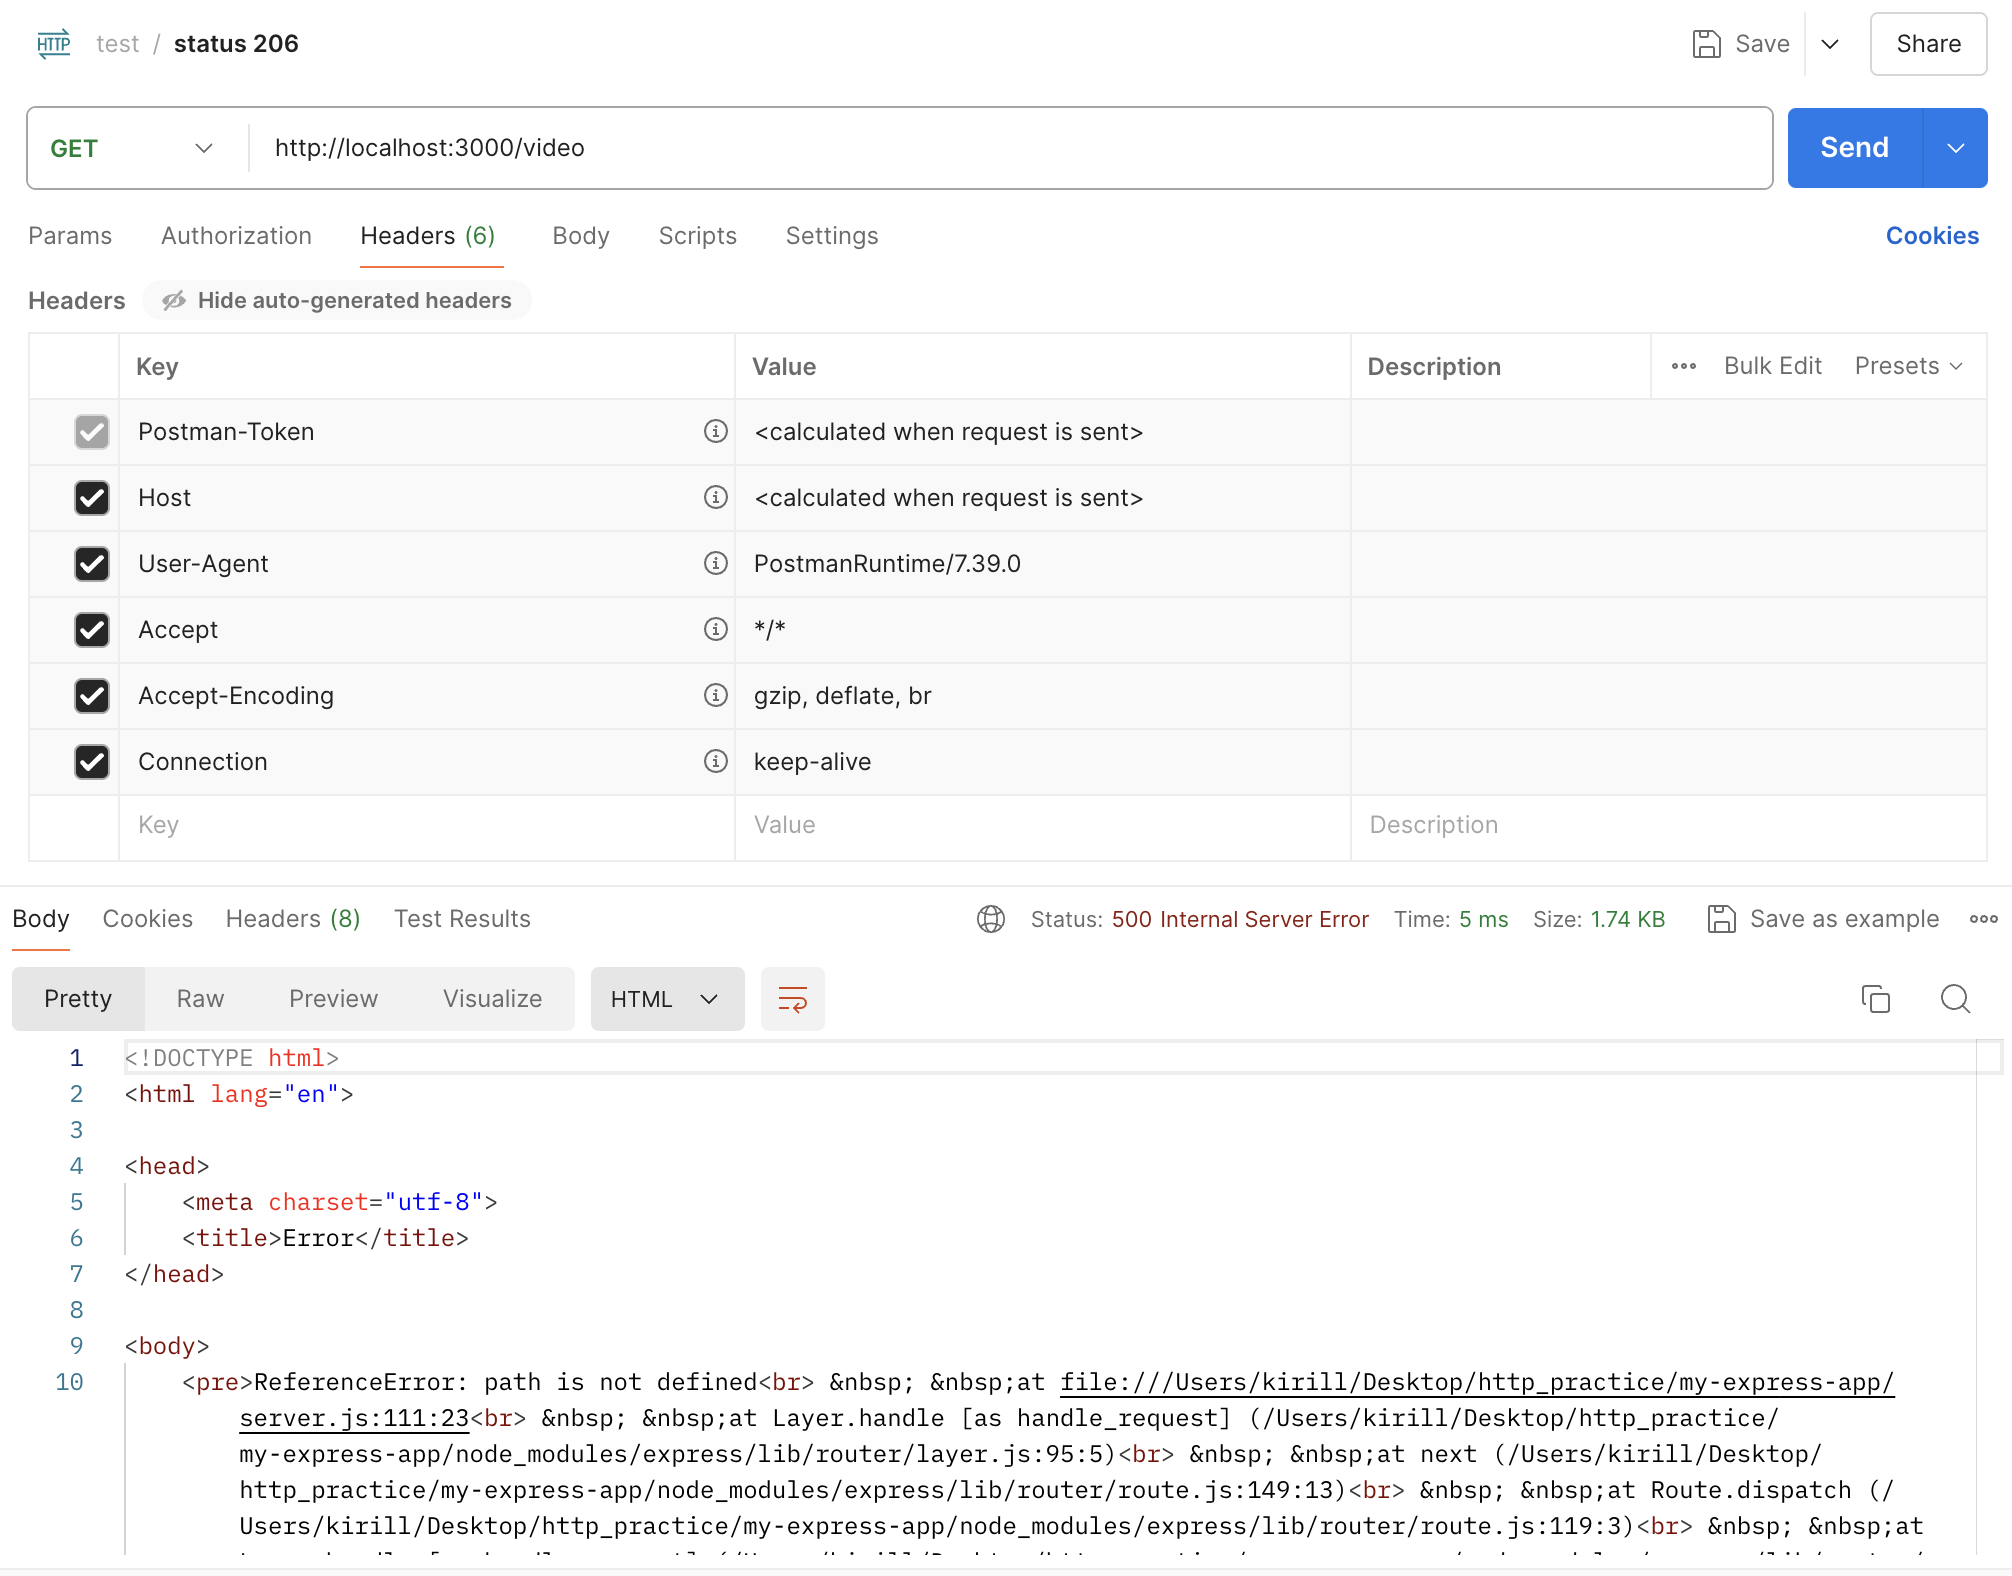 HTTP test / status 206 Save Share
GET http://localhost:3000/video Send
Params Authorization Headers (6) Body Scripts Settings Cookies
Headers Hide auto-generated headers
Key Value Description Bulk Edit Presets
Postman-Token <calculated when request is sent>
Host <calculated when request is sent>
User-Agent PostmanRuntime/7.39.0
Accept */*
Accept-Encoding gzip, deflate, br
Connection keep-alive
Key Value Description
Body Cookies Headers (8) Test Results Status: 500 Internal Server Error Time: 5 ms Size: 1.74 KB Save as example
Pretty Raw Preview Visualize HTML
1 <!DOCTYPE html>
2 <html lang="en">
3
4 <head>
5 <meta charset="utf-8">
6 <title>Error</title>
7 </head>
8
9 <body>
10 <pre>ReferenceError: path is not defined<br> &nbsp; &nbsp;at file:///Users/kirill/Desktop/http_practice/my-express-app/
server.js:111:23<br> &nbsp; &nbsp;at Layer.handle [as handle_request] (/Users/kirill/Desktop/http_practice/
my-express-app/node_modules/express/lib/router/layer.js:95:5)<br> &nbsp; &nbsp;at next (/Users/kirill/Desktop/
http_practice/my-express-app/node_modules/express/lib/router/route.js:149:13)<br> &nbsp; &nbsp;at Route.dispatch (/
Users/kirill/Desktop/http_practice/my-express-app/node_modules/express/lib/router/route.js:119:3)<br> &nbsp; &nbsp;at